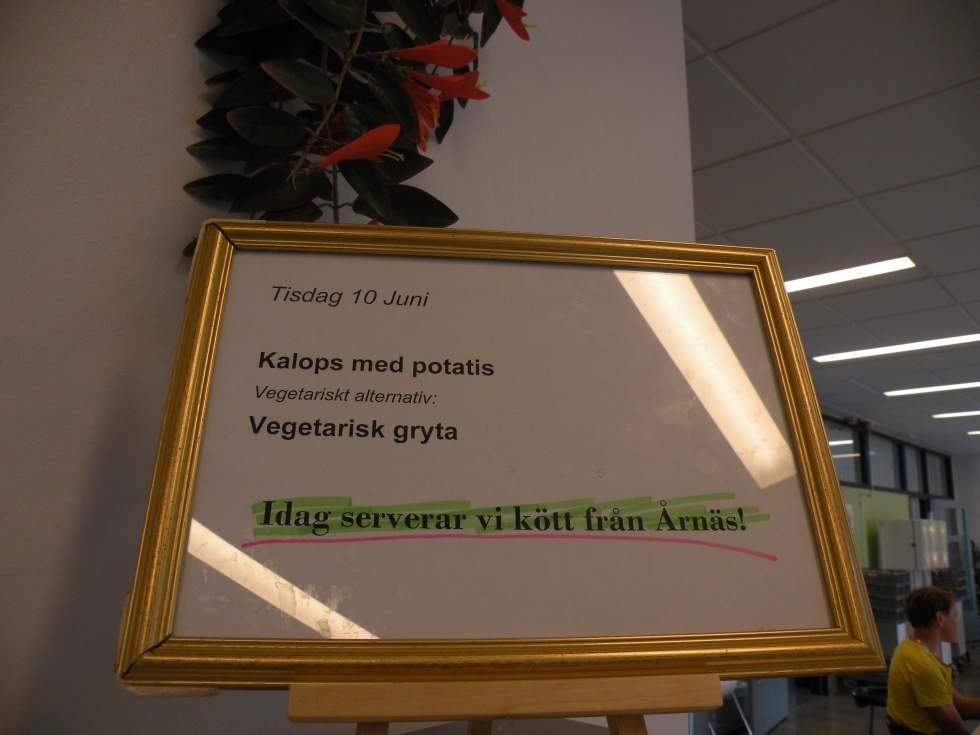 Tisdag 10 Juni
Kalops med potatis
Vegetariskt alternativ:
Vegetarisk gryta
Idag serverar vi kött från Årnäs!